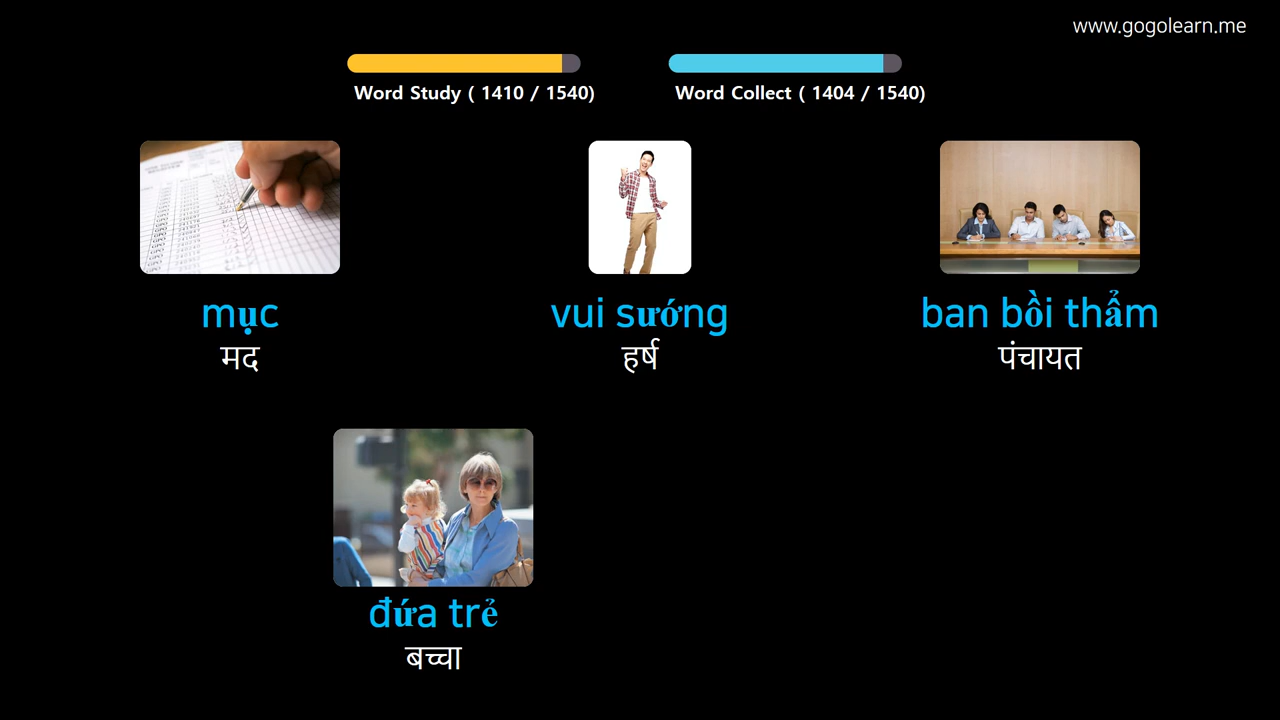 www.gogolearn.me
Word Study ( 1410 / 1540)
Word Collect ( 1404 / 1540)
mục
vui sướng
ban bồi thẩm
मद
हर्ष
पंचायत
đứa trẻ
बच्चा